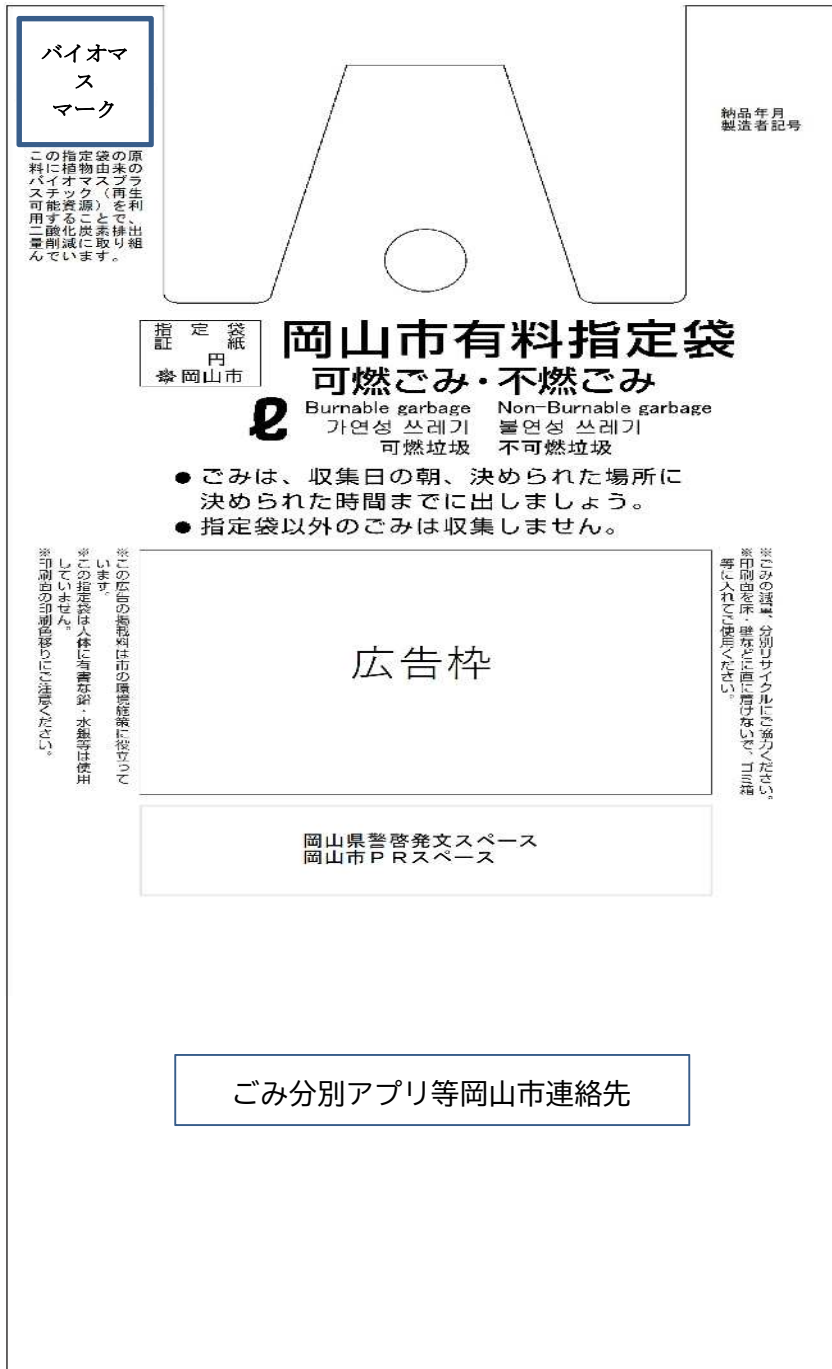 バイオマ
ス
マーク
この指定袋の原
料に植物由来の
バイオマスプラ
スチック（再生
可能資源）を利
用することで、
二酸化炭素排出
量削減に取り組
んでいます。
納品年月
製造者記号
指定袋
証紙
円
岡山市
岡山市有料指定袋
可燃ごみ・不燃ごみ
ℓ
Burnable garbage Non-Burnable garbage
가연성 쓰레기 불연성 쓰레기
可燃垃圾 不可燃垃圾
● ごみは、収集日の朝、決められた場所に
決められた時間までに出しましょう。
● 指定袋以外のごみは収集しません。
※ごみの減量、分別リサイクルにご協力ください。
※印刷面を床・壁などに直に着けないで、ゴミ箱
等に入れてご使用ください。
広告枠
※この広告の掲載料は市の環境施策に役立って
います。
※この指定袋は人体に有害な鉛・水銀等は使用
していません。
※印刷面の印刷色移りにご注意ください。
岡山県警啓発文スペース
岡山市ＰＲスペース
ごみ分別アプリ等岡山市連絡先